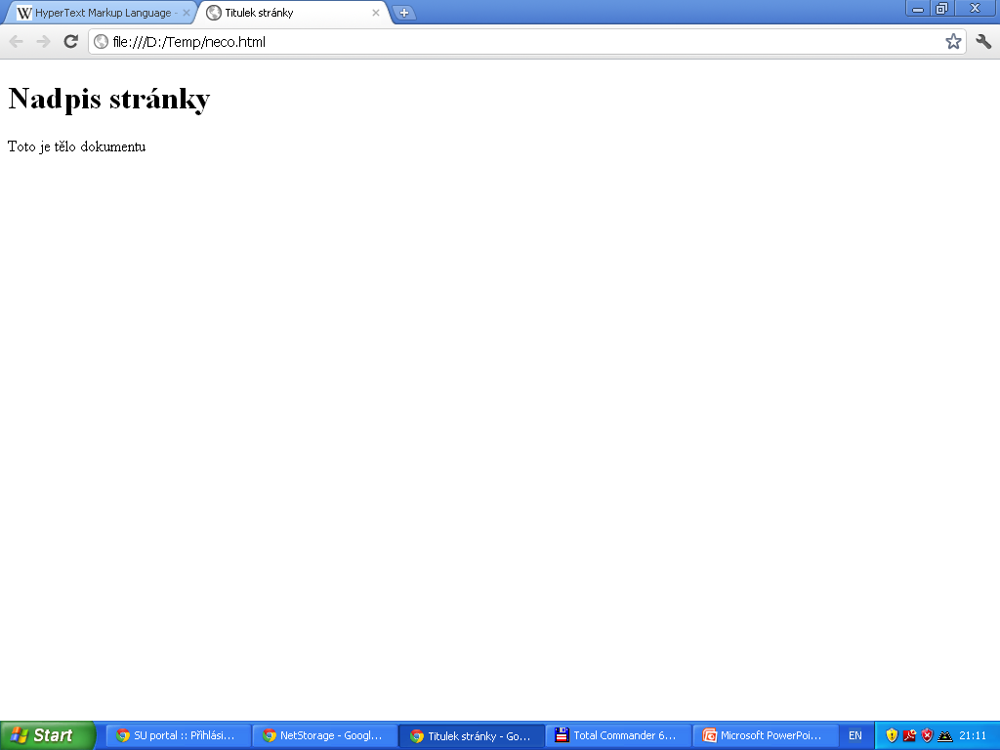 HyperText Markup Language -
Titulek stránky
file:///D:/Temp/neco.html
Nadpis stránky
Toto je tělo dokumentu
Start
SU portal :: Přihlási...
NetStorage - Googl...
Titulek stránky - Go...
Total Commander 6....
Microsoft PowerPoi...
EN
21:11